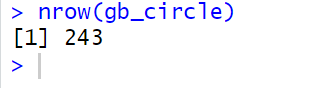 > nrow(gb_circle)
[1] 243
>